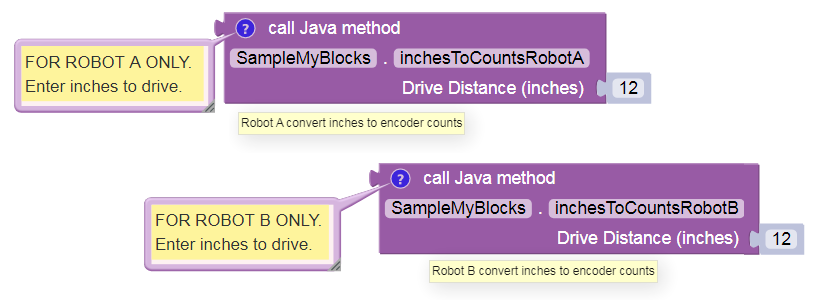 ? call Java method
FOR ROBOT A ONLY.
Enter inches to drive.
SampleMyBlocks . inchesToCountsRobotA
Drive Distance (inches) 12
Robot A convert inches to encoder counts
? call Java method
FOR ROBOT B ONLY.
Enter inches to drive.
SampleMyBlocks . inchesToCountsRobotB
Drive Distance (inches) 12
Robot B convert inches to encoder counts